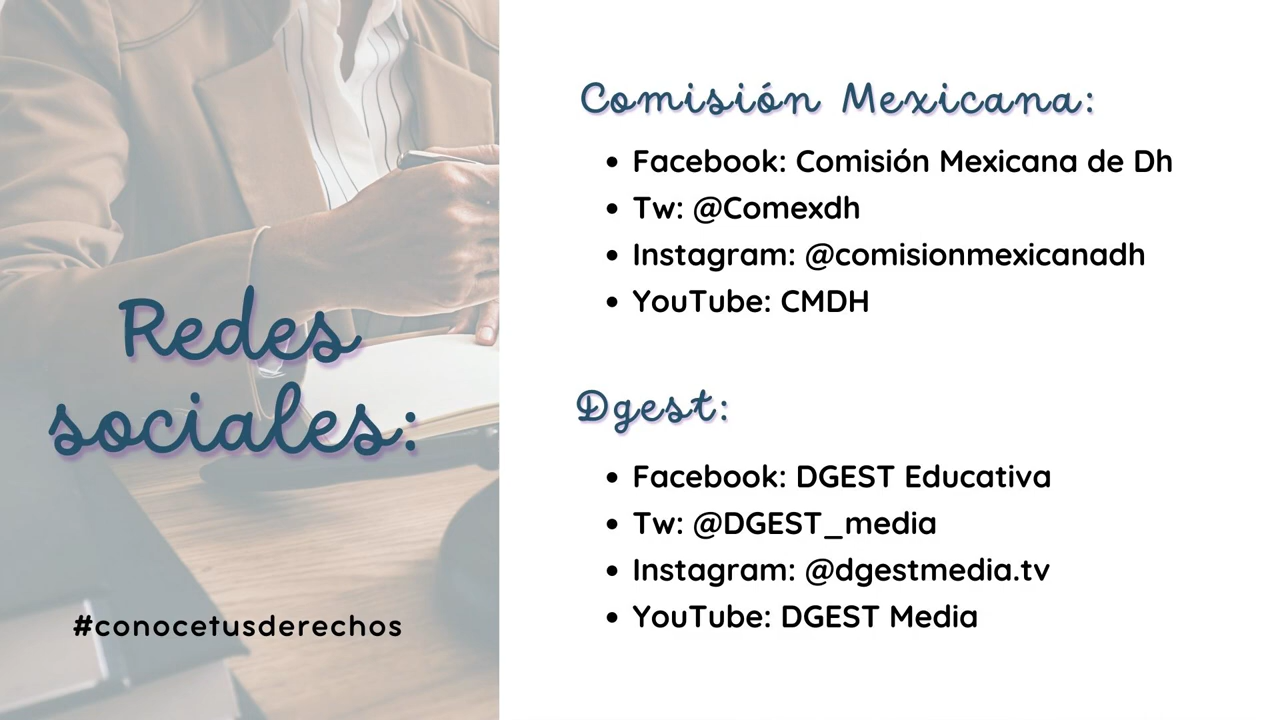 Redes
sociales:
#conocetusderechos
Comisión Mexicana:
• Facebook: Comisión Mexicana de Dh
• Tw: @Comexdh
• Instagram: @comisionmexicanadh
• YouTube: CMDH
Dgest:
• Facebook: DGEST Educativa
• Tw: @DGEST_media
• Instagram: @dgestmedia.tv
• YouTube: DGEST Media